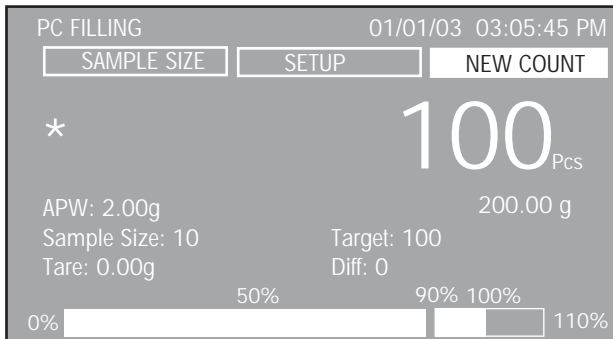 PC FILLING 01/01/03 03:05:45 PM
SAMPLE SIZE SETUP NEW COUNT
* 100 Pcs
APW: 2.00g 200.00 g
Sample Size: 10 Target: 100
Tare: 0.00g Diff: 0
50% 90% 100%
0% 110%